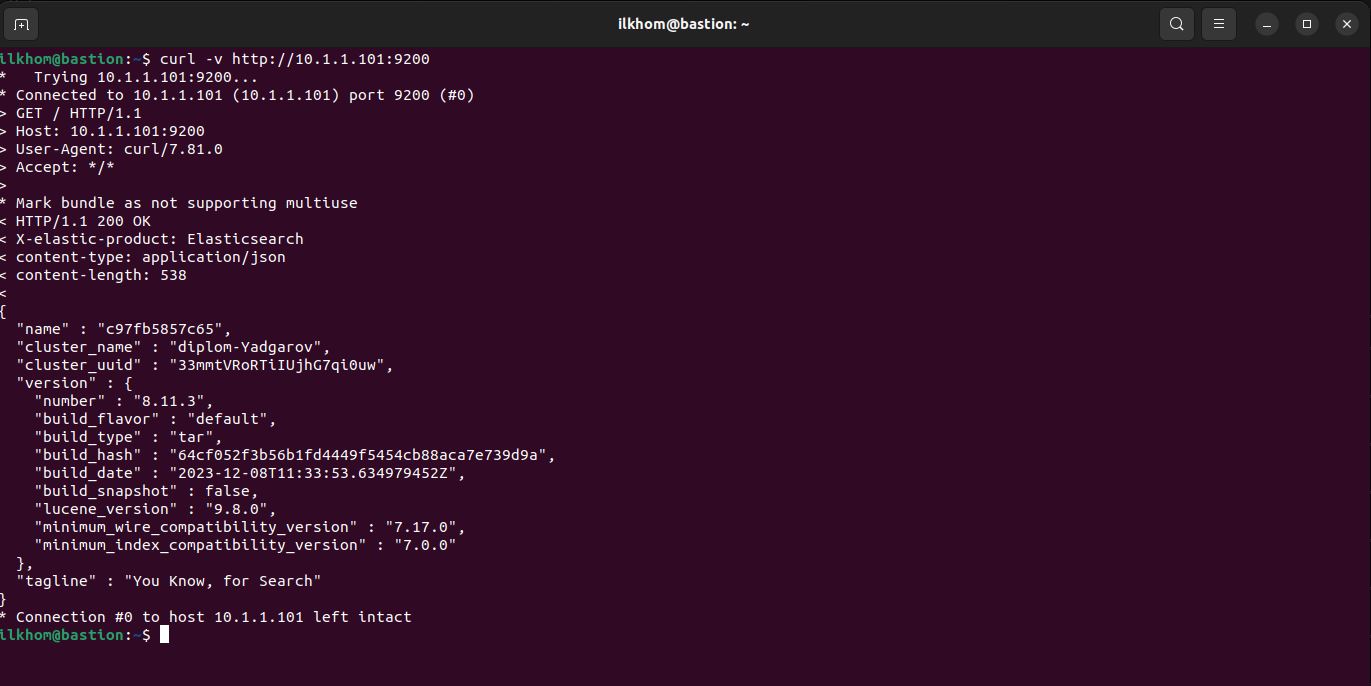 ilkhom@bastion: ~
ilkhom@bastion:~$ curl -v http://10.1.1.101:9200
*   Trying 10.1.1.101:9200...
* Connected to 10.1.1.101 (10.1.1.101) port 9200 (#0)
> GET / HTTP/1.1
> Host: 10.1.1.101:9200
> User-Agent: curl/7.81.0
> Accept: */*
>
* Mark bundle as not supporting multiuse
< HTTP/1.1 200 OK
< X-elastic-product: Elasticsearch
< content-type: application/json
< content-length: 538
<
{
  "name" : "c97fb5857c65",
  "cluster_name" : "diplom-Yadgarov",
  "cluster_uuid" : "33mmtVRoRTiIUjhG7qi0uw",
  "version" : {
    "number" : "8.11.3",
    "build_flavor" : "default",
    "build_type" : "tar",
    "build_hash" : "64cf052f3b56b1fd4449f5454cb88aca7e739d9a",
    "build_date" : "2023-12-08T11:33:53.634979452Z",
    "build_snapshot" : false,
    "lucene_version" : "9.8.0",
    "minimum_wire_compatibility_version" : "7.17.0",
    "minimum_index_compatibility_version" : "7.0.0"
  },
  "tagline" : "You Know, for Search"
}
* Connection #0 to host 10.1.1.101 left intact
ilkhom@bastion:~$